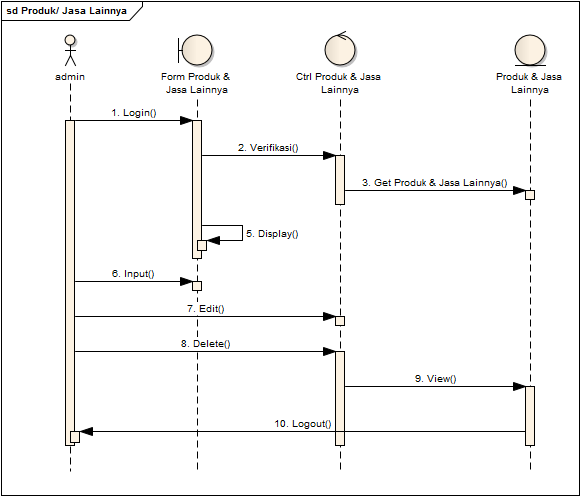 sd Produk/ Jasa Lainnya
admin
Form Produk &
Jasa Lainnya
Ctrl Produk & Jasa
Lainnya
Produk & Jasa
Lainnya
1. Login()
2. Verifikasi()
3. Get Produk & Jasa Lainnya()
5. Display()
6. Input()
7. Edit()
8. Delete()
9. View()
10. Logout()